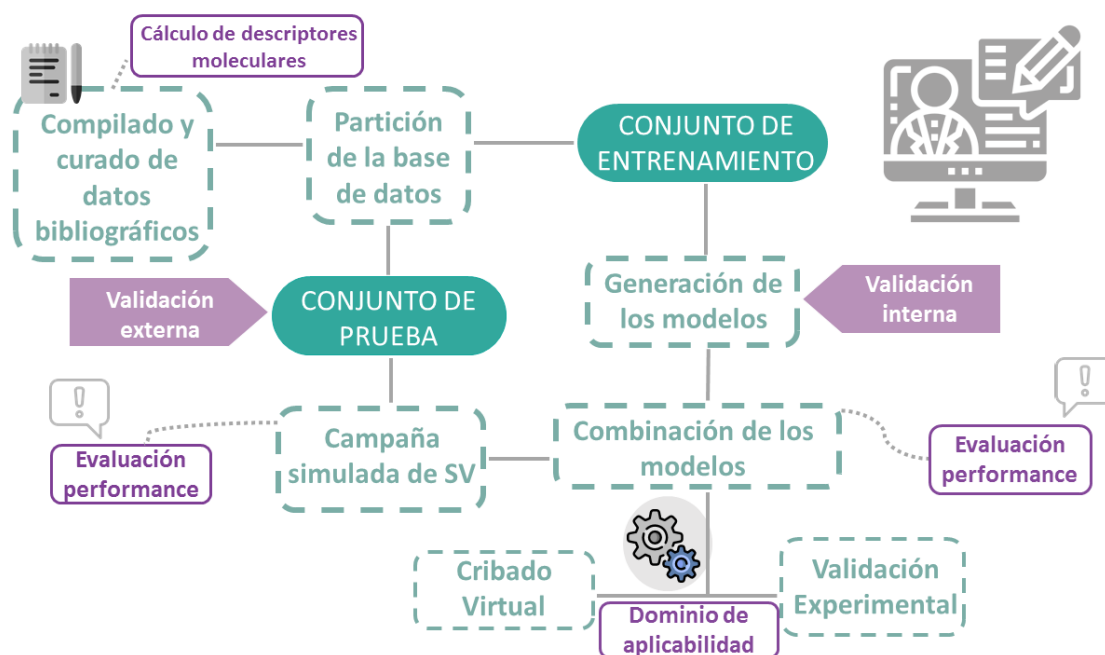 Cálculo de descriptores
moleculares
Compilado y
curado de
datos
bibliográficos
Partición
de la base
de datos
CONJUNTO DE
ENTRENAMIENTO
Validación
externa
CONJUNTO DE
PRUEBA
Generación de
los modelos
Validación
interna
Evaluación
performance
Campaña
simulada de SV
Combinación de los
modelos
Evaluación
performance
Cribado
Virtual
Dominio de
aplicabilidad
Validación
Experimental